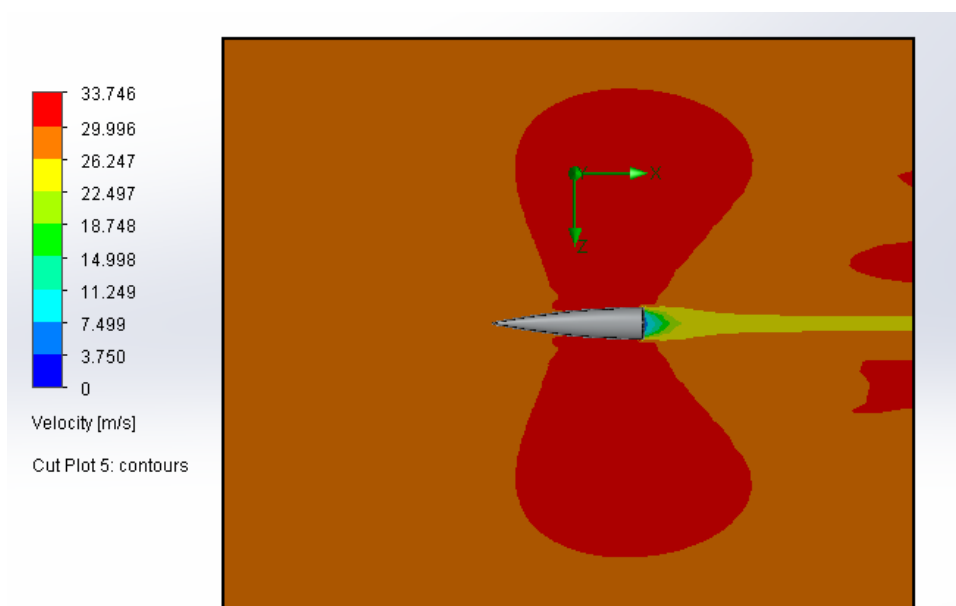 33.746
29.996
26.247
22.497
18.748
14.998
11.249
7.499
3.750
0
Velocity [m/s]
Cut Plot 5: contours
X
Z